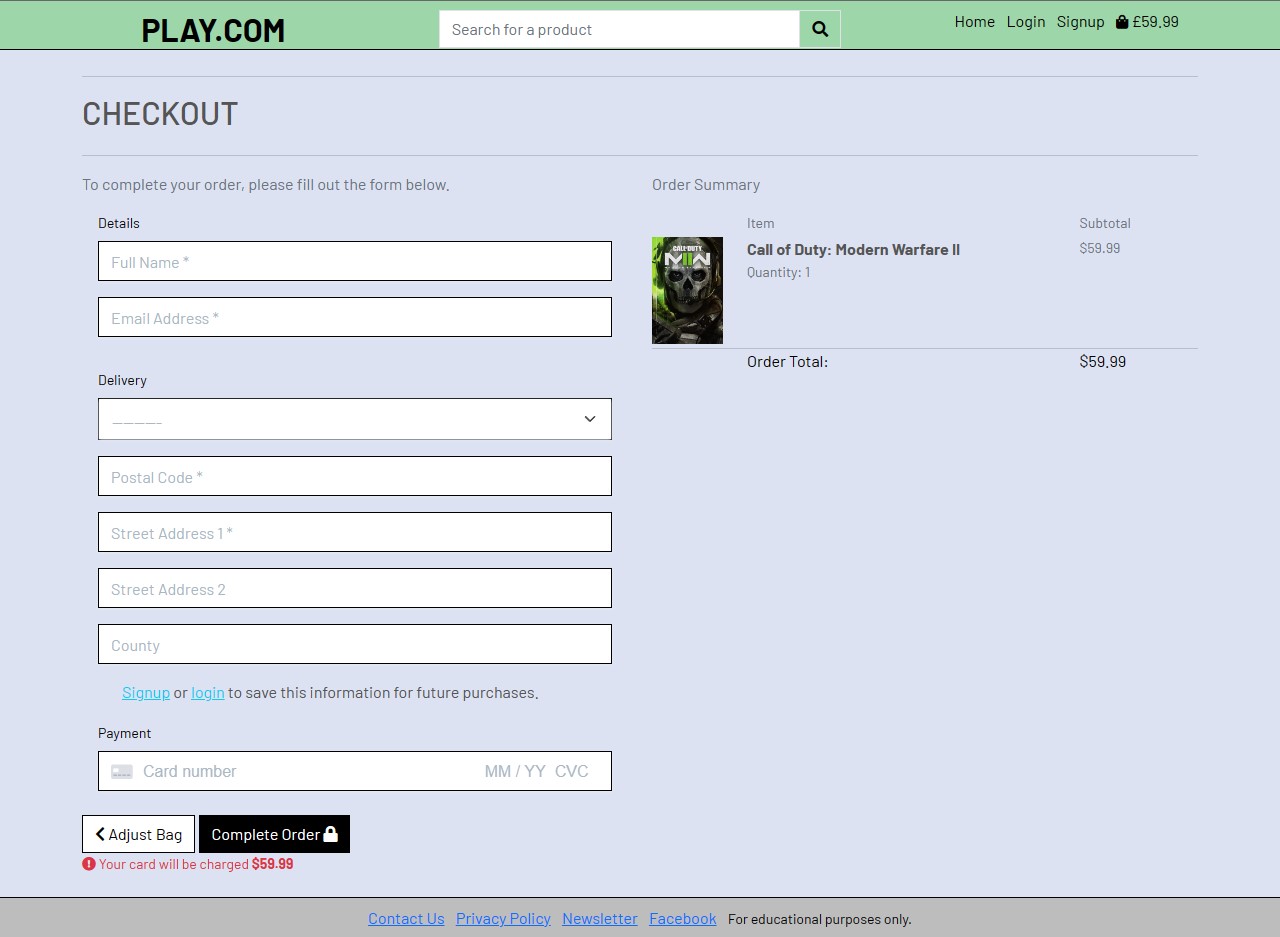 PLAY.COM
Search for a product
Home Login Signup £59.99
CHECKOUT
To complete your order, please fill out the form below.
Details
Full Name *
Email Address *
Delivery
---------
Postal Code *
Street Address 1 *
Street Address 2
County
Signup or login to save this information for future purchases.
Payment
Card number MM / YY CVC
Adjust Bag
Complete Order
Your card will be charged $59.99
Order Summary
Item Subtotal
CALL OF DUTY
MWII
Call of Duty: Modern Warfare II $59.99
Quantity: 1
Order Total: $59.99
Contact Us Privacy Policy Newsletter Facebook For educational purposes only.